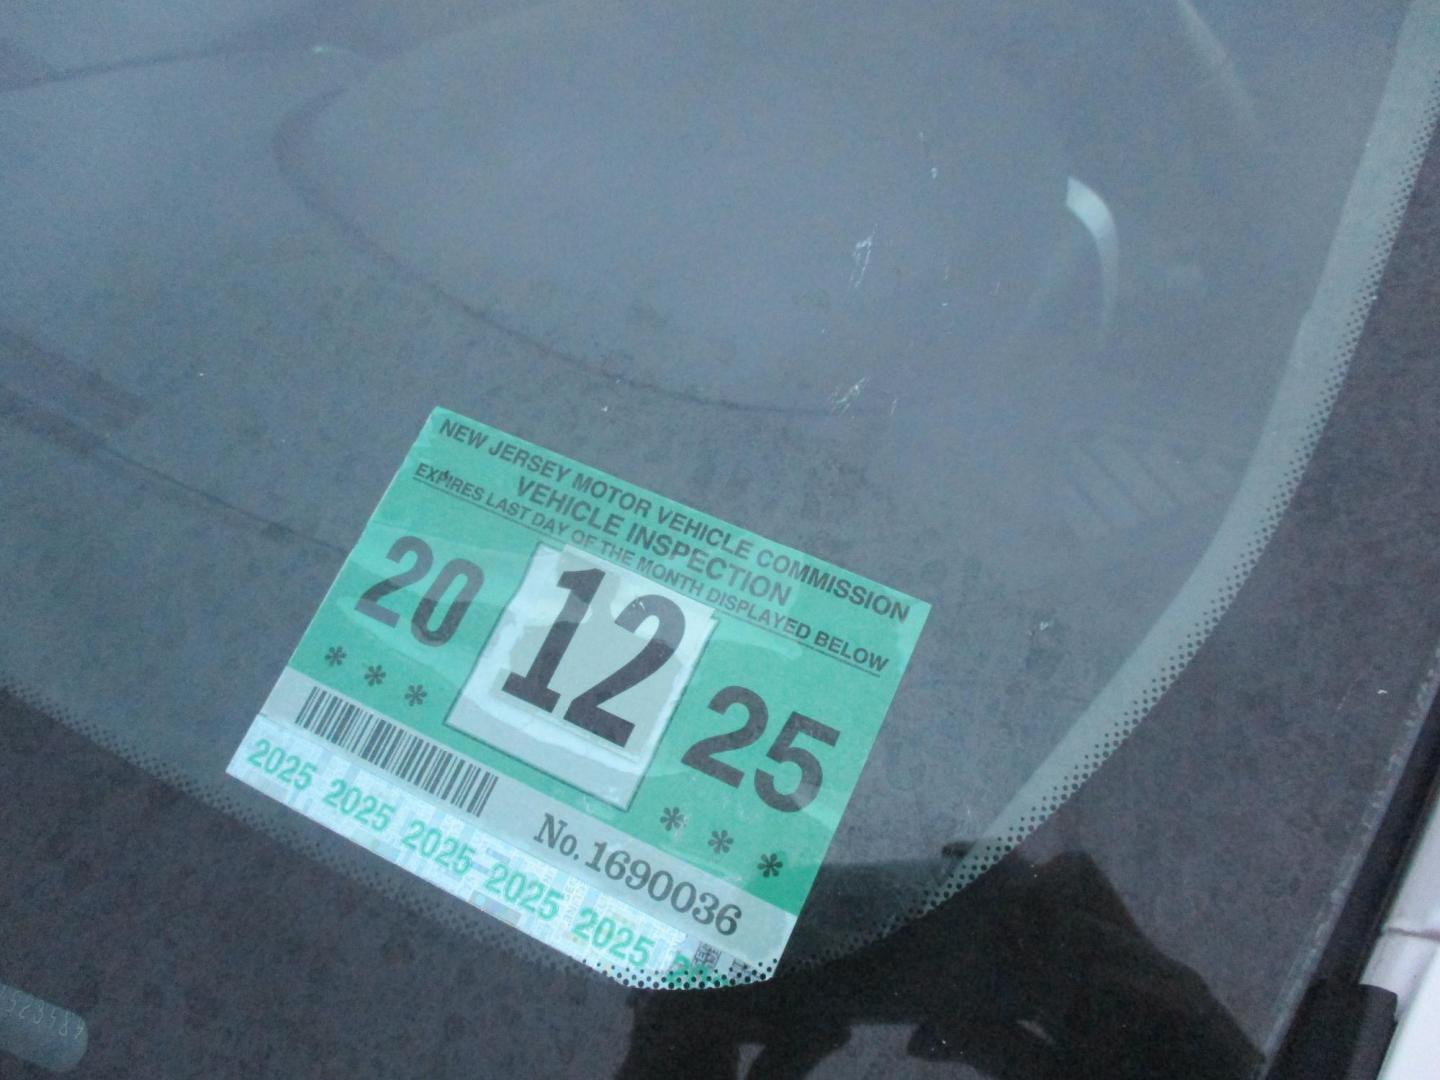 NEW JERSEY MOTOR VEHICLE COMMISSION
VEHICLE INSPECTION
EXPIRES LAST DAY OF THE MONTH DISPLAYED BELOW
20 12 25
* * *
* * *
No. 1690036
2025 2025 2025 2025 2025